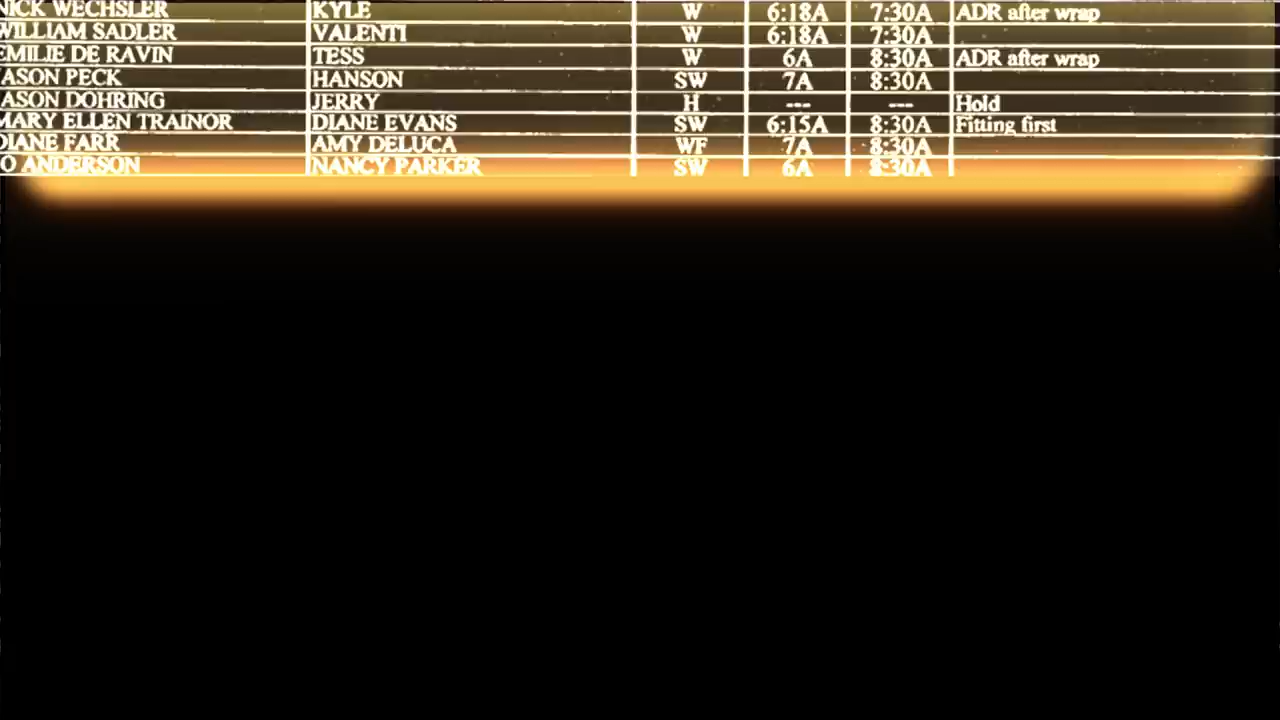 NICK WECHSLER KYLE W 6:18A 7:30A ADR after wrap
WILLIAM SADLER VALENTI W 6:18A 7:30A
EMILIE DE RAVIN TESS W 6A 8:30A ADR after wrap
ASON PECK HANSON SW 7A 8:30A
ASON DOHRING JERRY H --- --- Hold
MARY ELLEN TRAINOR DIANE EVANS SW 6:15A 8:30A Fitting first
DIANE FARR AMY DELUCA WF 7A 8:30A
O ANDERSON NANCY PARKER SW 6A 8:30A